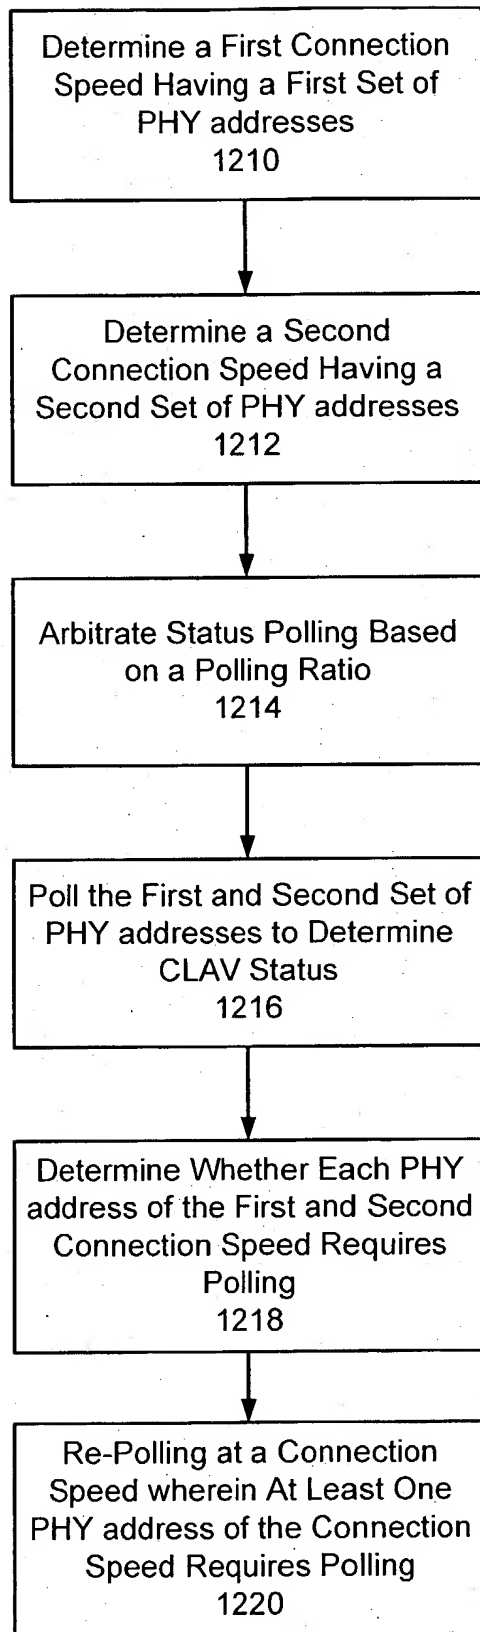 Determine a First Connection
Speed Having a First Set of
PHY addresses
1210
Determine a Second
Connection Speed Having a
Second Set of PHY addresses
1212
Arbitrate Status Polling Based
on a Polling Ratio
1214
Poll the First and Second Set of
PHY addresses to Determine
CLAV Status
1216
Determine Whether Each PHY
address of the First and Second
Connection Speed Requires
Polling
1218
Re-Polling at a Connection
Speed wherein At Least One
PHY address of the Connection
Speed Requires Polling
1220